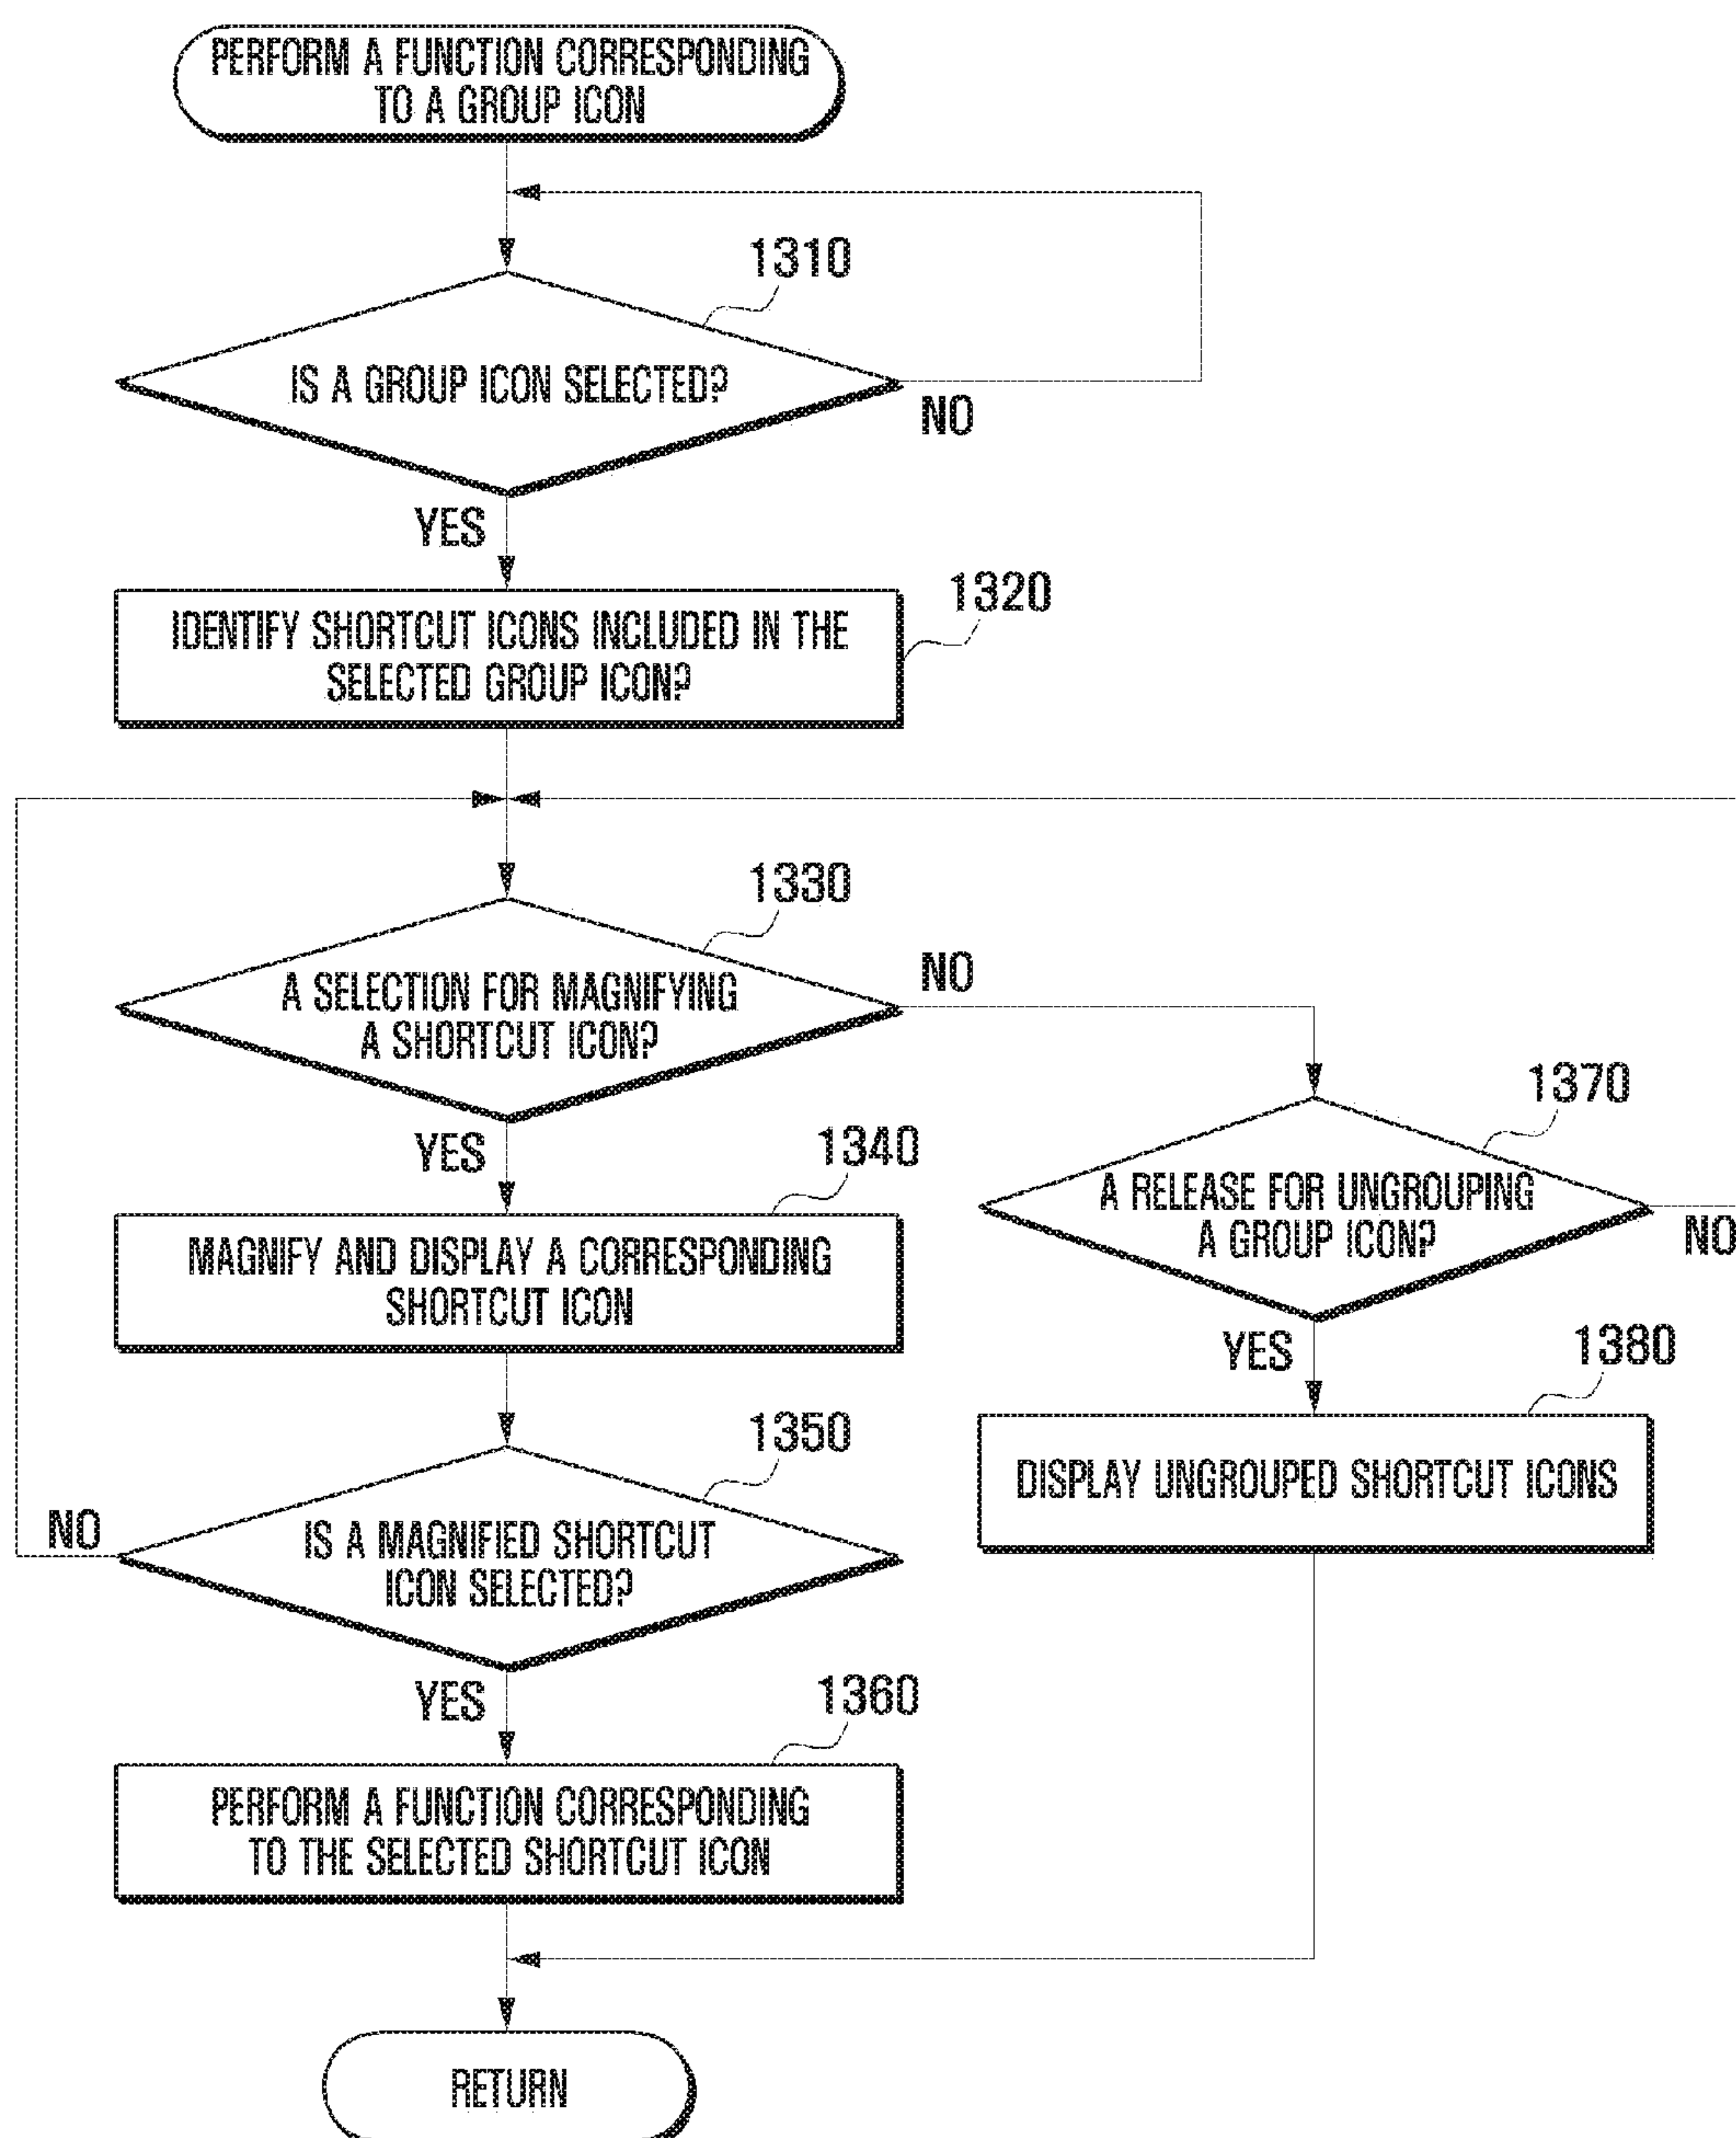 PERFORM A FUNCTION CORRESPONDING
TO A GROUP ICON
1310
IS A GROUP ICON SELECTED?
NO
YES
1320
IDENTIFY SHORTCUT ICONS INCLUDED IN THE
SELECTED GROUP ICON?
1330
A SELECTION FOR MAGNIFYING
A SHORTCUT ICON?
NO
YES
1340
MAGNIFY AND DISPLAY A CORRESPONDING
SHORTCUT ICON
1370
A RELEASE FOR UNGROUPING
A GROUP ICON?
NO
YES
1380
DISPLAY UNGROUPED SHORTCUT ICONS
1350
IS A MAGNIFIED SHORTCUT
ICON SELECTED?
NO
YES
1360
PERFORM A FUNCTION CORRESPONDING
TO THE SELECTED SHORTCUT ICON
RETURN